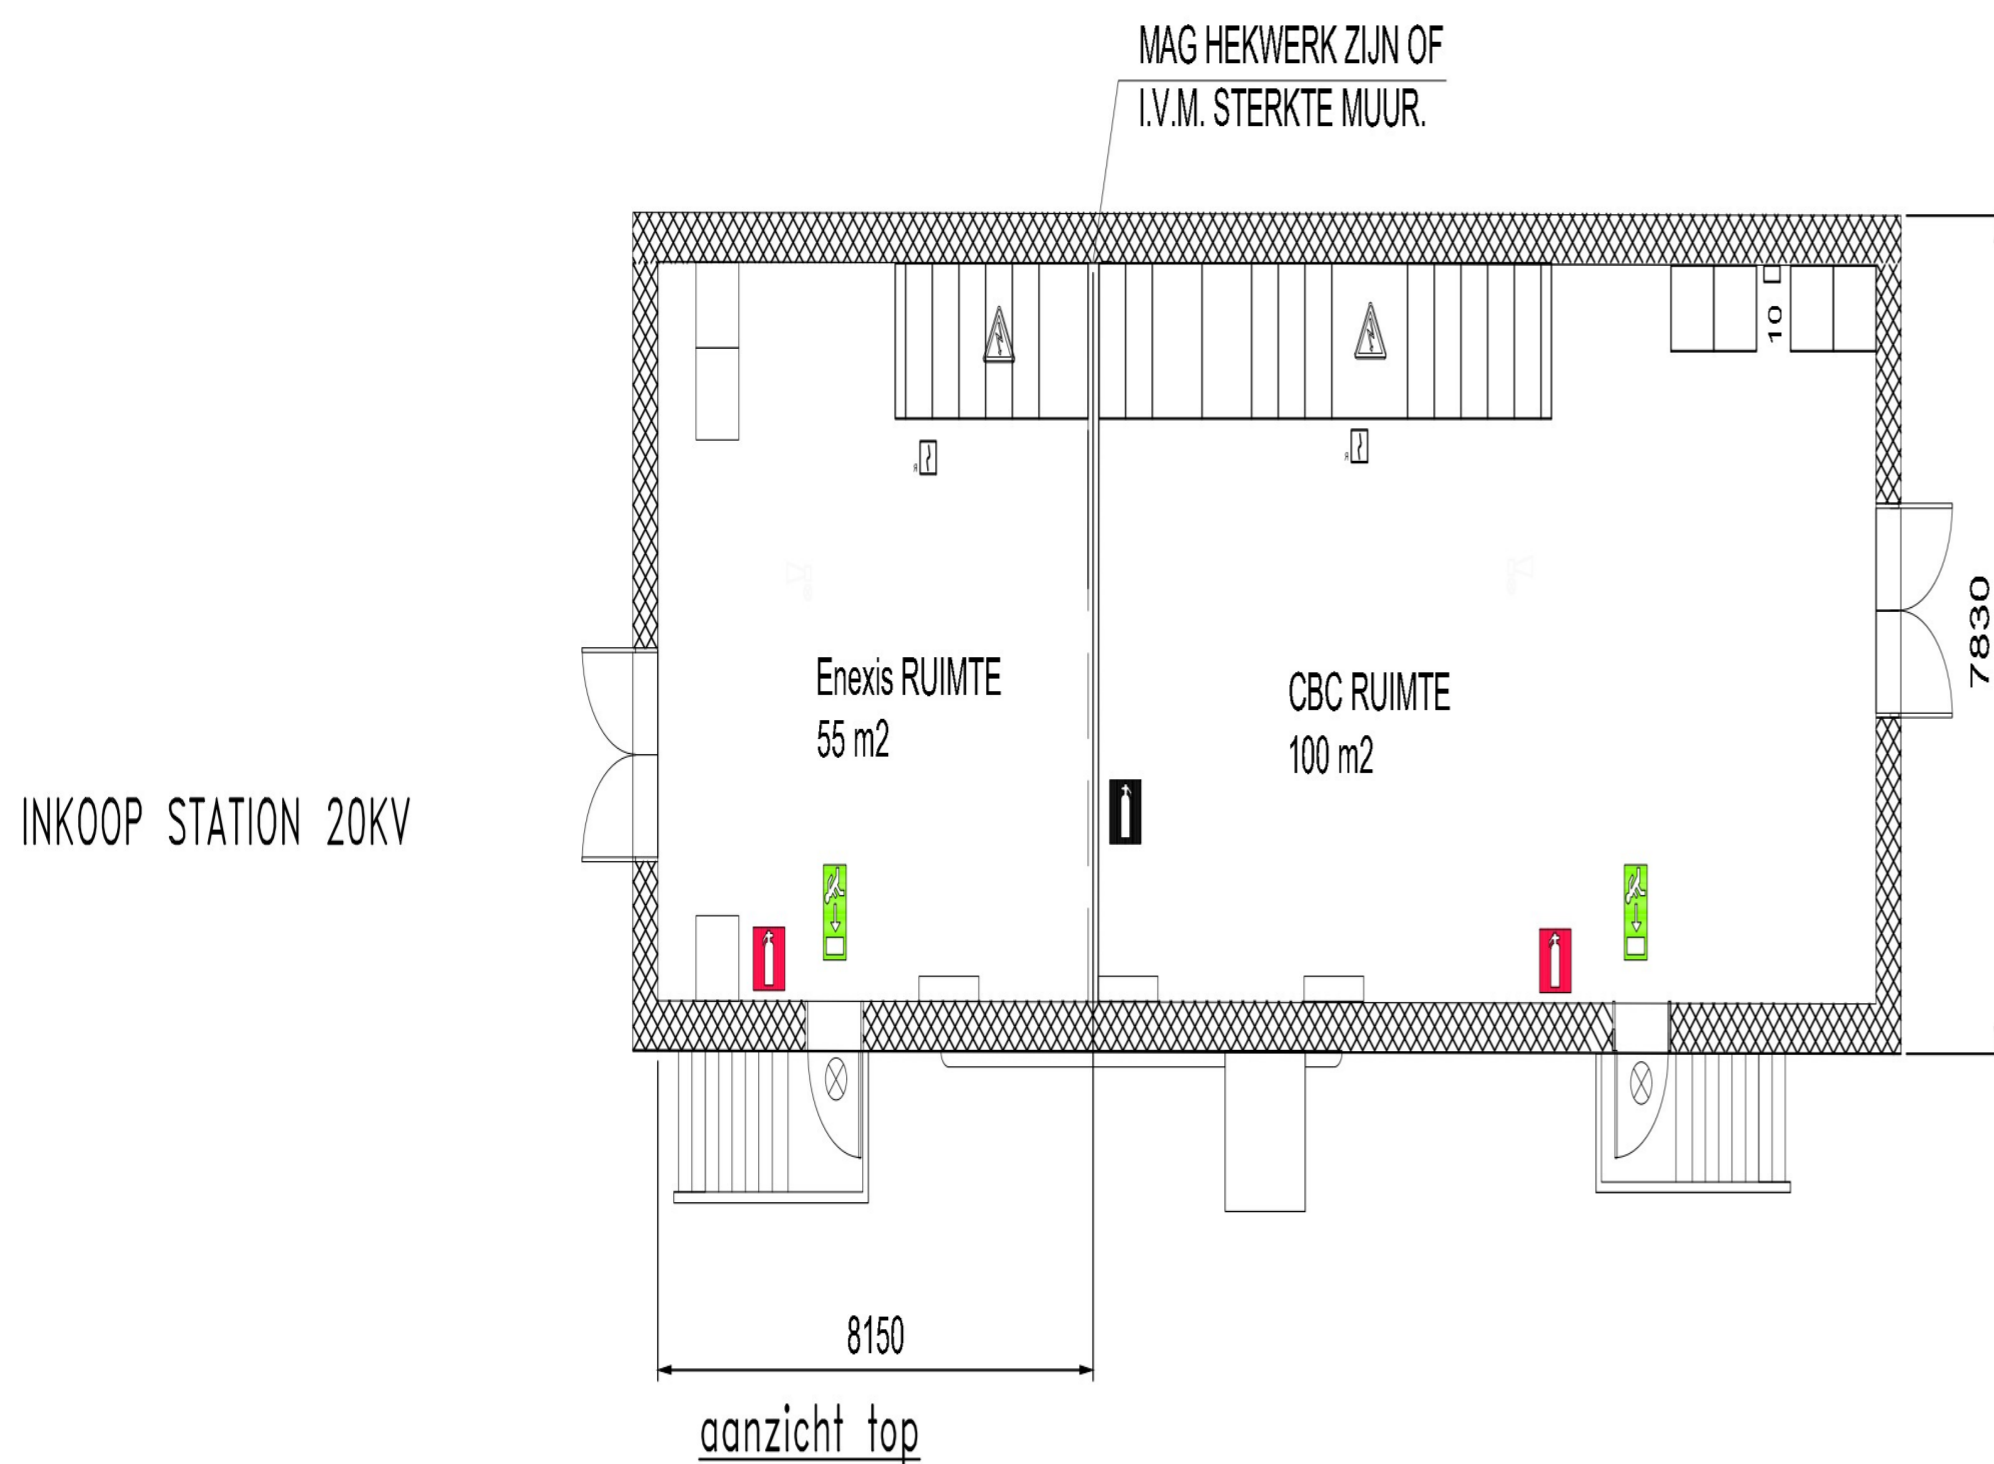 MAG HEKWERK ZIJN OF
I.V.M. STERKTE MUUR.
10
7830
Enexis RUIMTE
55 m2
CBC RUIMTE
100 m2
INKOOP STATION 20KV
8150
aanzicht top